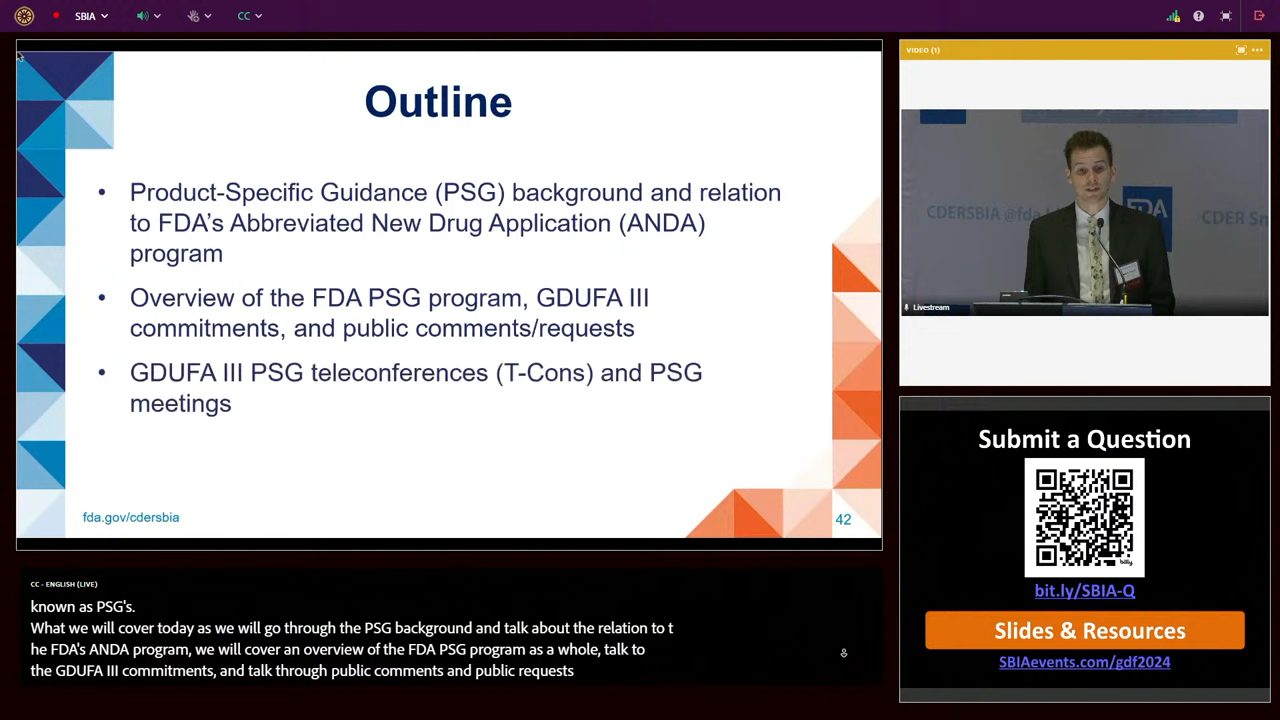 SBIA
CC
Outline
• Product-Specific Guidance (PSG) background and relation
to FDA’s Abbreviated New Drug Application (ANDA)
program
• Overview of the FDA PSG program, GDUFA III
commitments, and public comments/requests
• GDUFA III PSG teleconferences (T-Cons) and PSG
meetings
fda.gov/cdersbia
42
CC - ENGLISH (LIVE)
known as PSG's.
What we will cover today as we will go through the PSG background and talk about the relation to t
he FDA's ANDA program, we will cover an overview of the FDA PSG program as a whole, talk to
the GDUFA III commitments, and talk through public comments and public requests
VIDEO (1)
CDERSBIA @fda
FDA
CDER Sm
Livestream
Submit a Question
bitly
bit.ly/SBIA-Q
Slides & Resources
SBIAevents.com/gdf2024